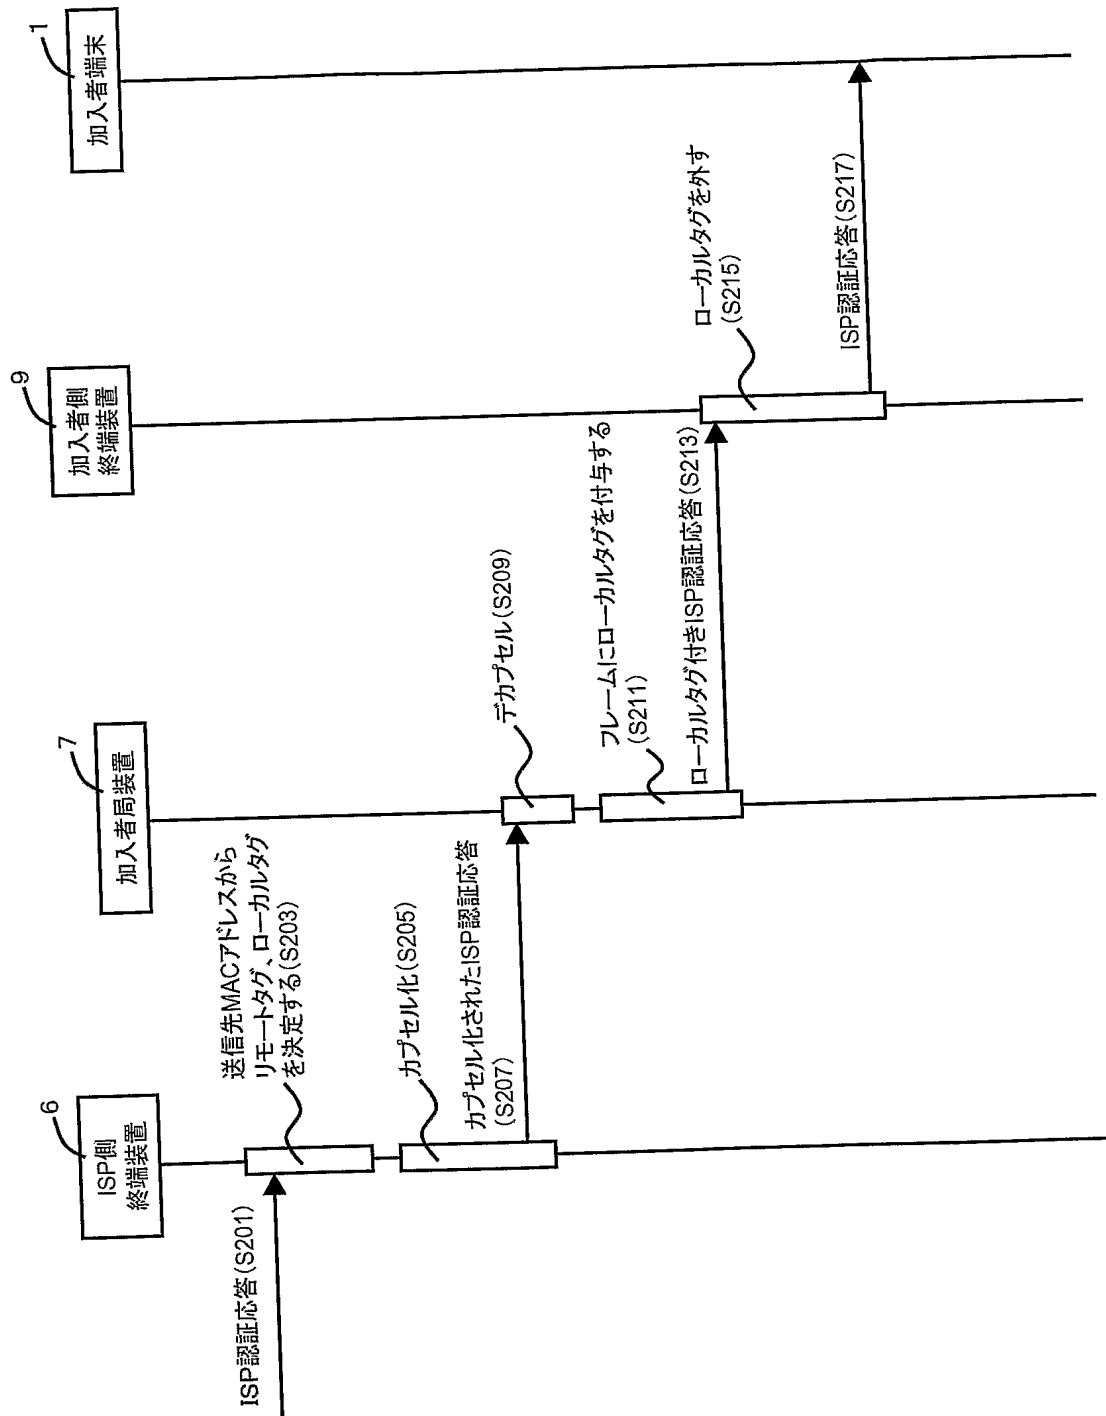 6
ISP側
終端装置
7
加入者局装置
9
加入者側
終端装置
1
加入者端末
ISP認証応答(S201)
送信先MACアドレスから
リモートタグ、ローカルタグ
を決定する(S203)
カプセル化(S205)
カプセル化されたISP認証応答
(S207)
デカプセル(S209)
フレームにローカルタグを付与する
(S211)
ローカルタグ付きISP認証応答(S213)
ローカルタグを外す
(S215)
ISP認証応答(S217)